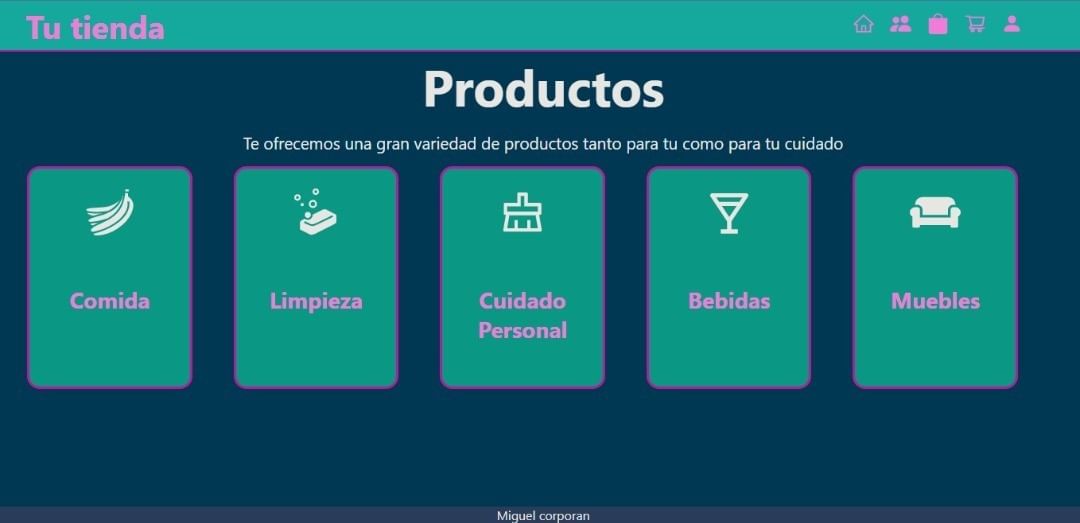 Tu tienda
Productos
Te ofrecemos una gran variedad de productos tanto para tu como para tu cuidado
Comida
Limpieza
Cuidado
Personal
Bebidas
Muebles
Miguel corporan